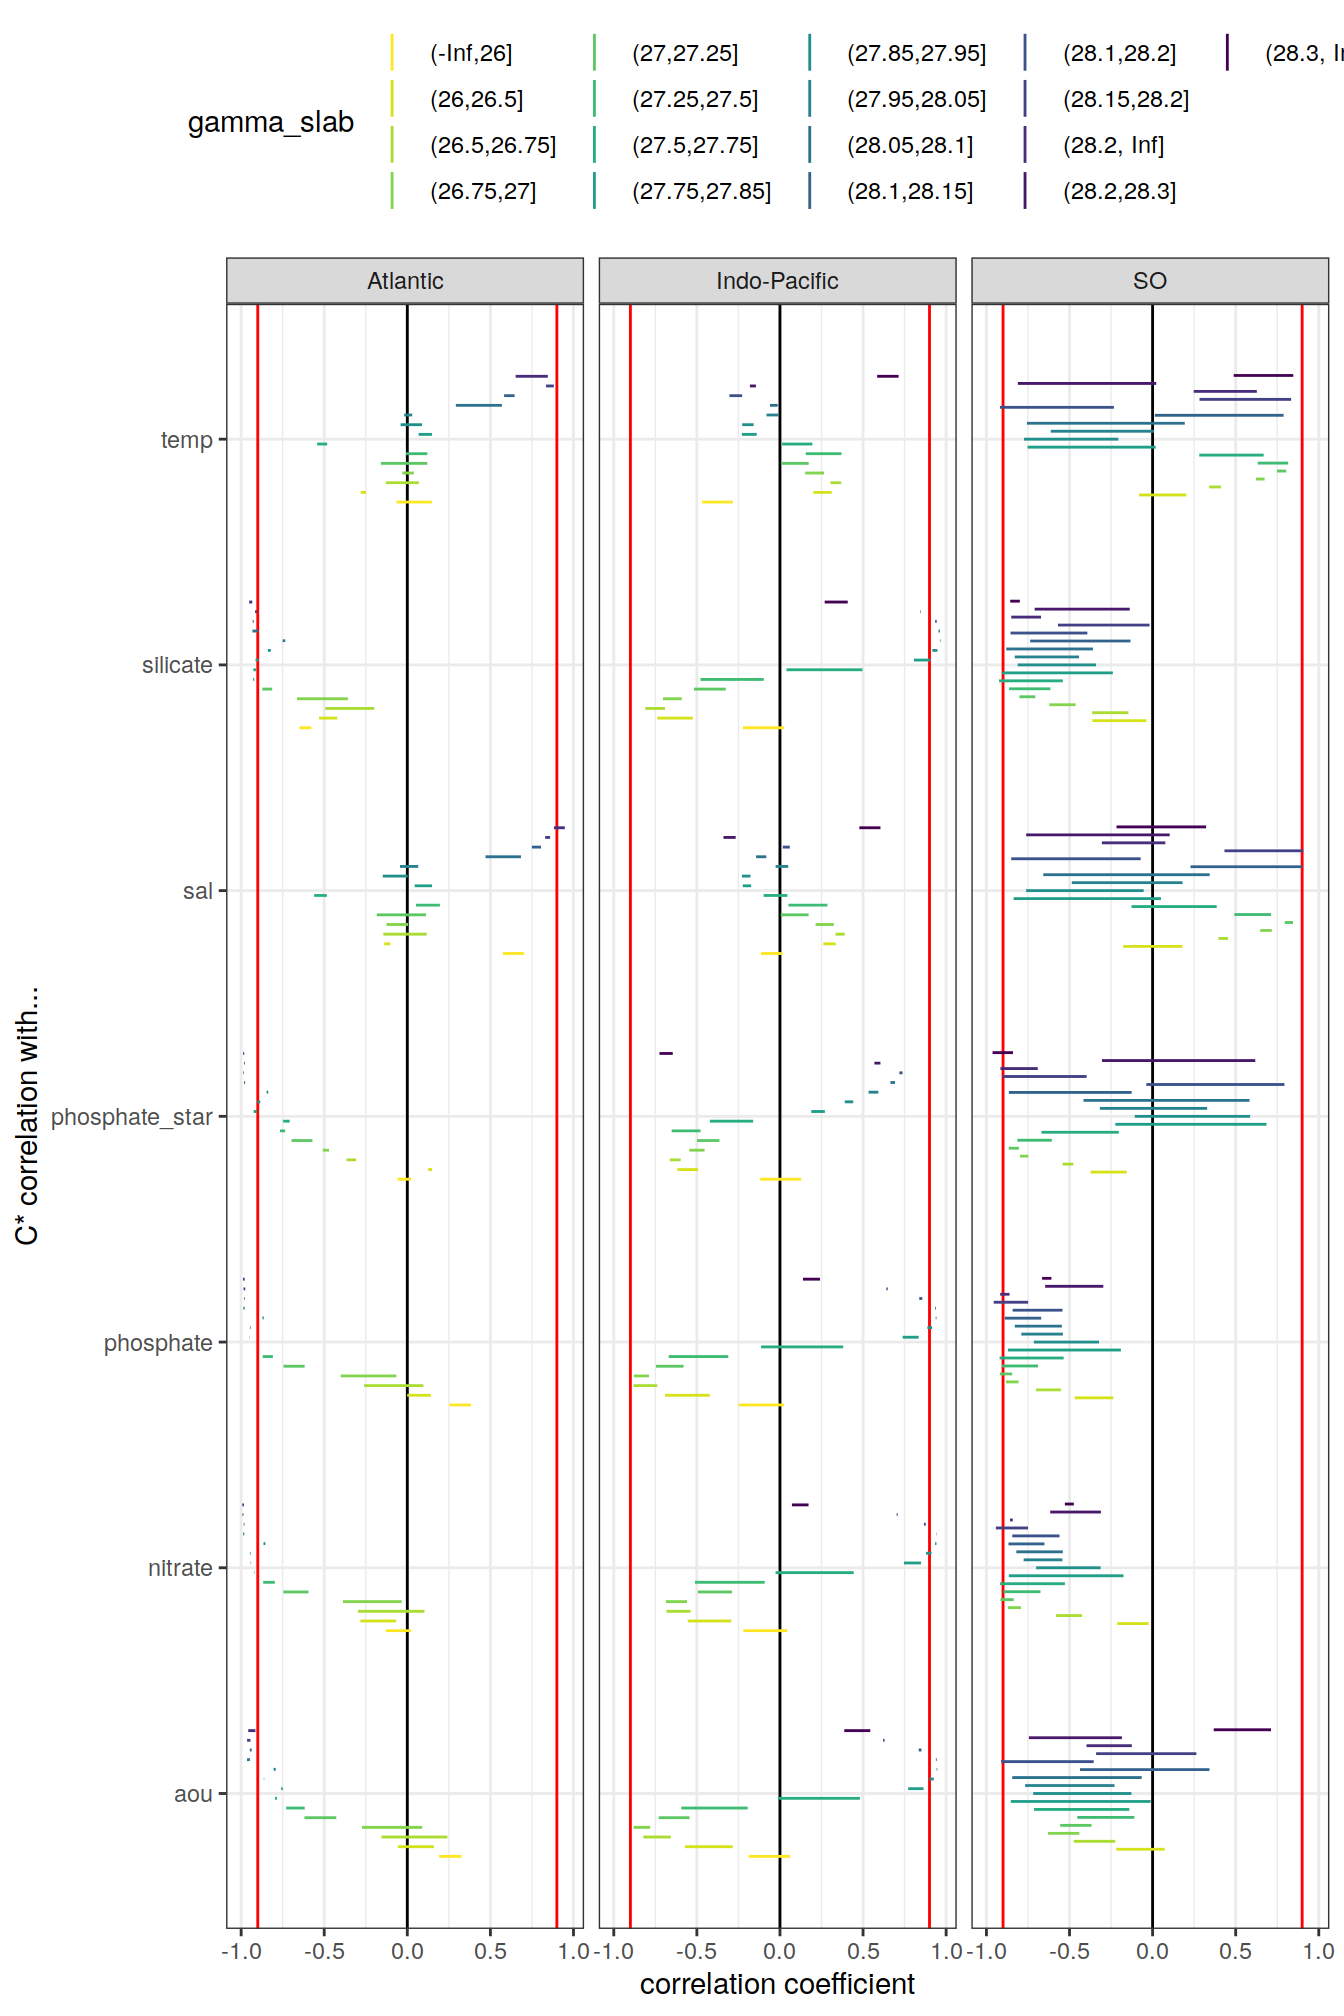 gamma_slab
(-Inf,26]
(26,26.5]
(26.5,26.75]
(26.75,27]
(27,27.25]
(27.25,27.5]
(27.5,27.75]
(27.75,27.85]
(27.85,27.95]
(27.95,28.05]
(28.05,28.1]
(28.1,28.15]
(28.1,28.2]
(28.15,28.2]
(28.2, Inf]
(28.2,28.3]
(28.3,
Atlantic
Indo-Pacific
SO
C* correlation with...
temp
silicate
sal
phosphate_star
phosphate
nitrate
aou
-1.0 -0.5 0.0 0.5 1.0
-1.0 -0.5 0.0 0.5 1.0
-1.0 -0.5 0.0 0.5 1.0
correlation coefficient